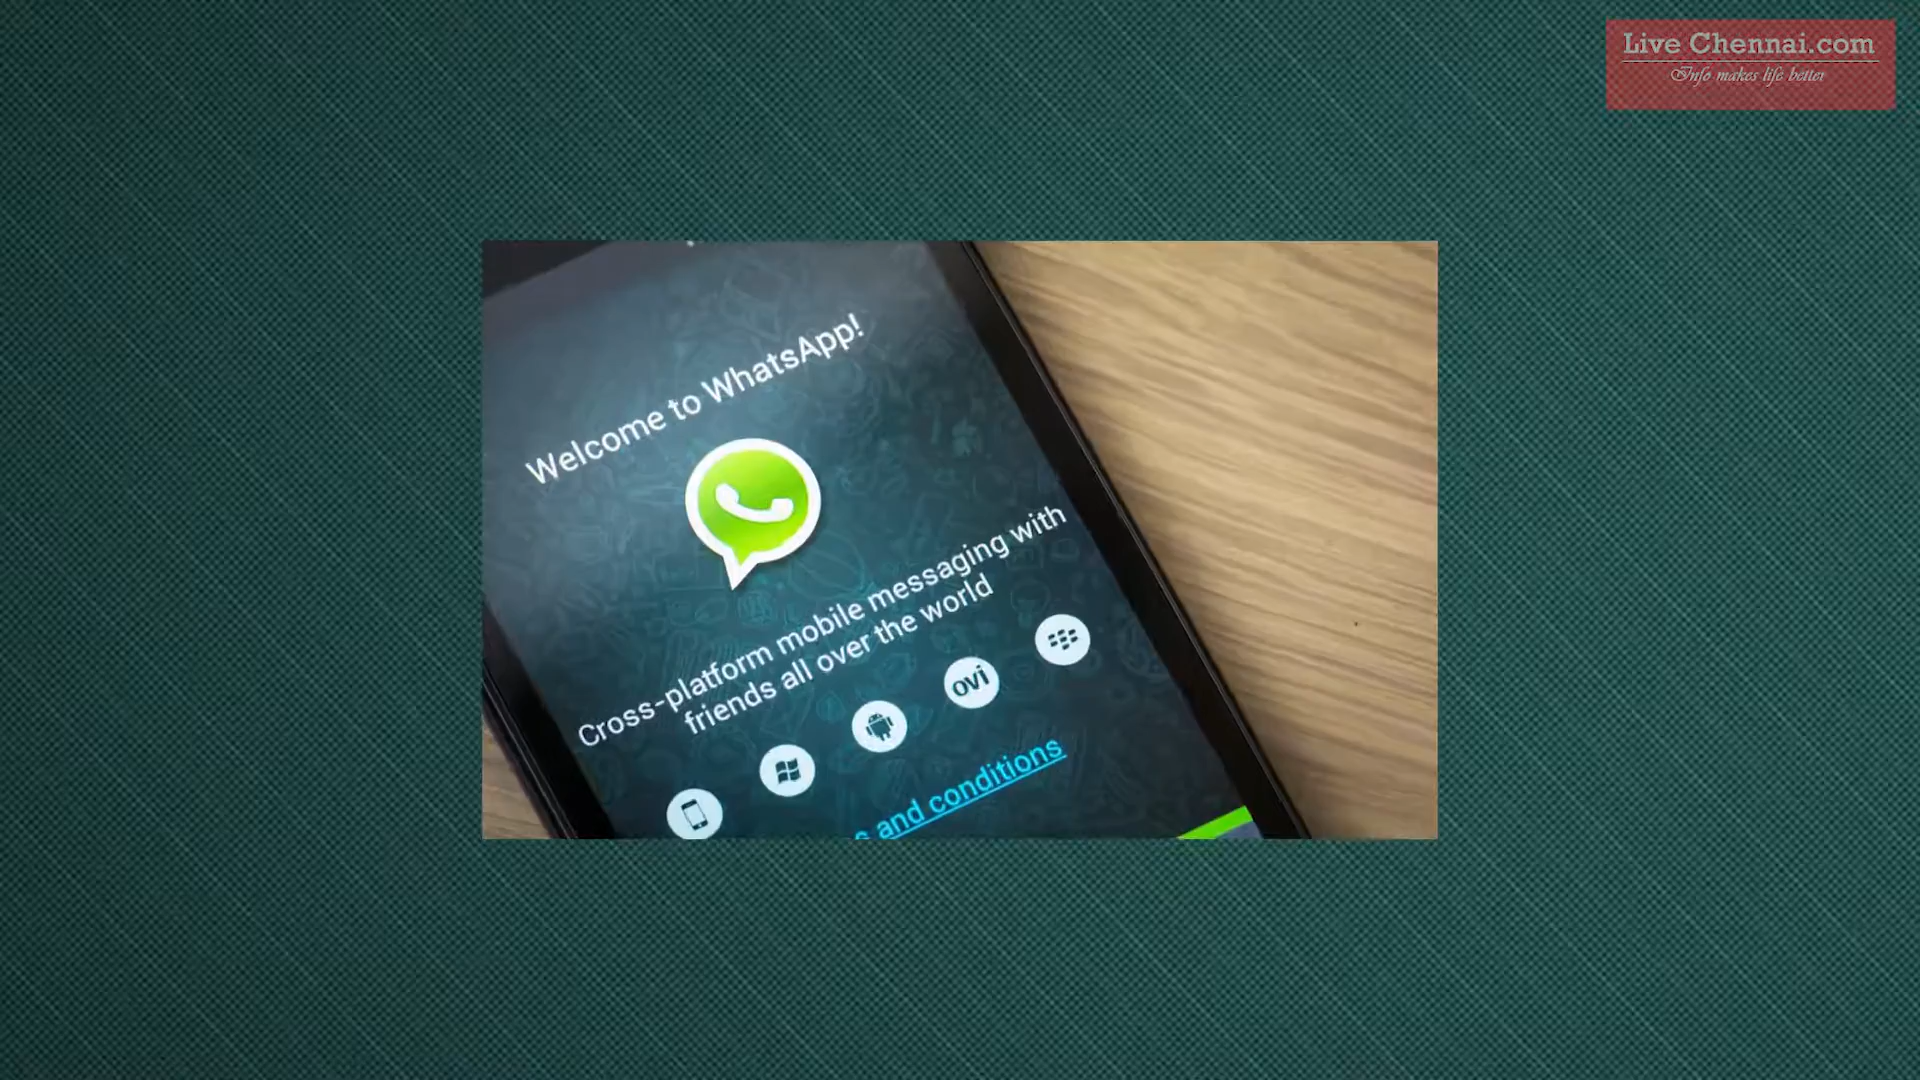 Live Chennai.com
Info makes life better
Welcome to WhatsApp!
Cross-platform mobile messaging with
friends all over the world
ovi
s and conditions